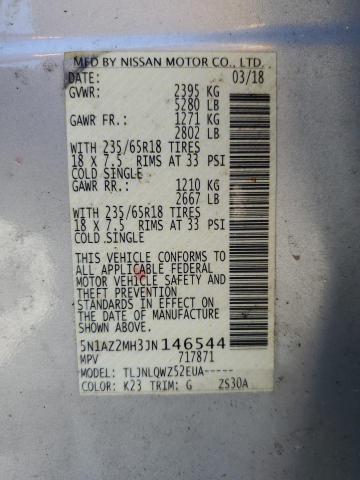 MFD BY NISSAN MOTOR CO., LTD.
DATE: 03/18
GVWR: 2395 KG
5280 LB
GAWR FR.: 1271 KG
2802 LB
WITH 235/65R18 TIRES
18 X 7.5 RIMS AT 33 PSI
COLD SINGLE
GAWR RR.: 1210 KG
2667 LB
WITH 235/65R18 TIRES
18 X 7.5 RIMS AT 33 PSI
COLD SINGLE
THIS VEHICLE CONFORMS TO
ALL APPLICABLE FEDERAL
MOTOR VEHICLE SAFETY AND
THEFT PREVENTION
STANDARDS IN EFFECT ON
THE DATE OF MANUFACTURE
SHOWN ABOVE.
5N1AZ2MH3JN146544
MPV 717871
MODEL: TLJNLQWZ52EUA-----
COLOR: K23 TRIM: G ZS30A